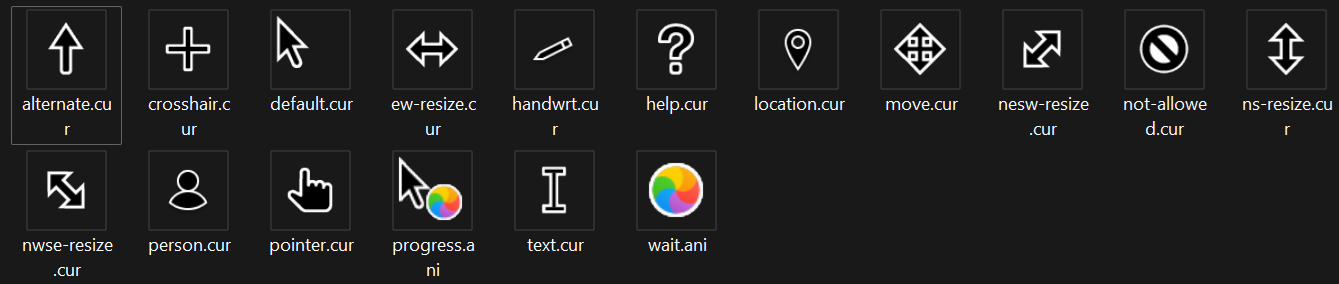 alternate.cu
r
crosshair.c
ur
default.cur
ew-resize.c
ur
handwrt.cu
r
help.cur
location.cur
move.cur
nesw-resize
.cur
not-allowe
d.cur
ns-resize.cu
r
nwse-resize
.cur
person.cur
pointer.cur
progress.a
ni
text.cur
wait.ani